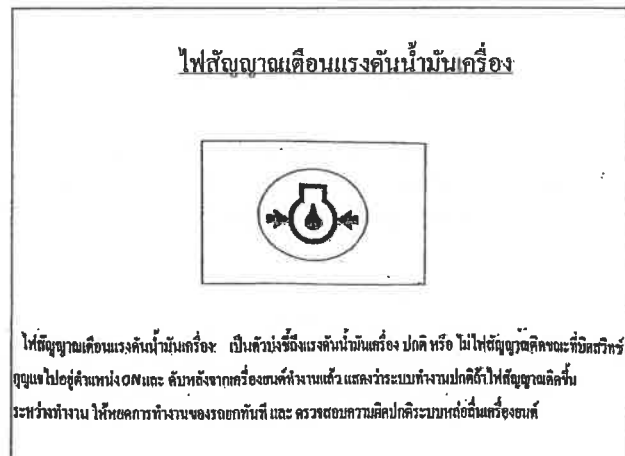 ไฟสัญญาณเตือนแรงดันน้ำมันเครื่อง
ไฟสัญญาณเตือนแรงดันน้ำมันเครื่อง: เป็นตัวบ่งชี้ถึงแรงดันน้ำมันเครื่อง ปกติ หรือ ไม่ไฟสัญญาณติดขณะที่บิดสวิทช์
กุญแจไปอยู่ตำแหน่ง ON และ ดับหลังจากเครื่องยนต์ทำงานแล้ว แสดงว่าระบบทำงานปกติถ้าไฟสัญญาณติดขึ้น
ระหว่างทำงาน ให้หยุดการทำงานของรถยกทันที และ ตรวจสอบความผิดปกติระบบหล่อลื่นเครื่องยนต์